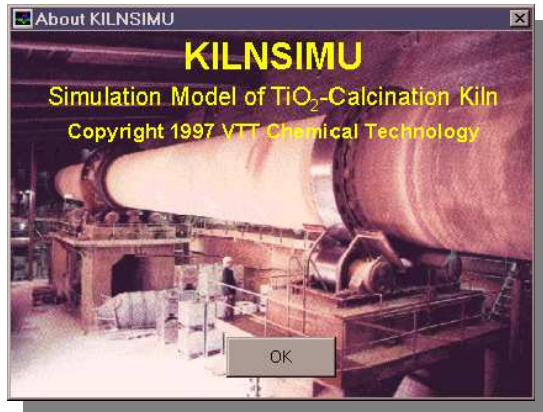 About KILNSIMU
KILNSIMU
Simulation Model of TiO₂-Calcination Kiln
Copyright 1997 VTT Chemical Technology
OK